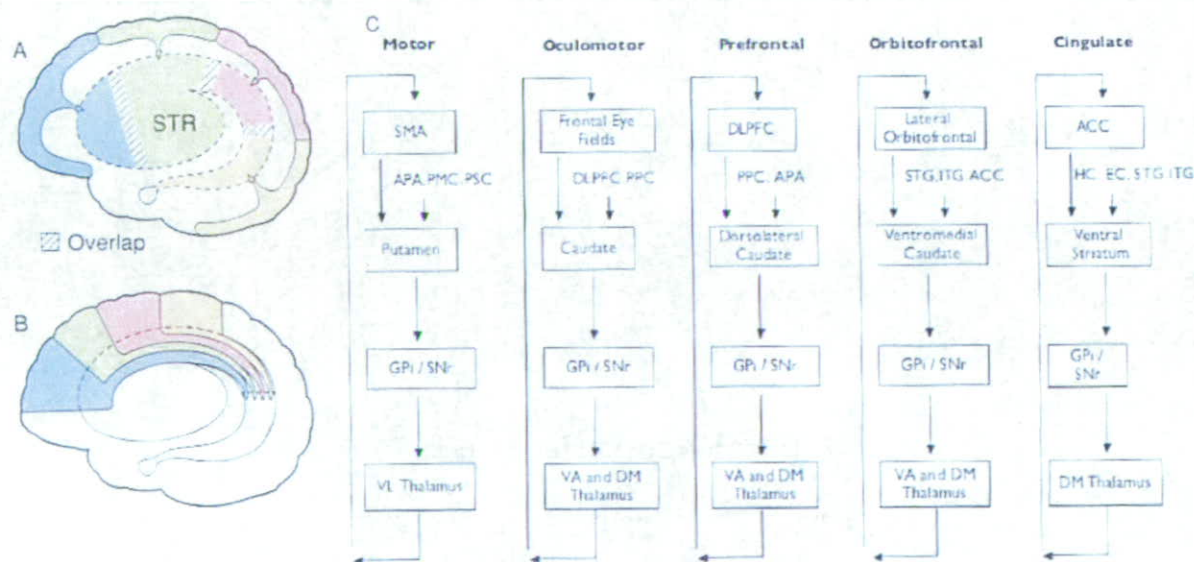 A
STR
Overlap
B
C
Motor
SMA
APA.PMC.PSC
Putamen
GPi / SNr
VL Thalamus
Oculomotor
Frontal Eye
Fields
DLPFC. PPC
Caudate
GPi / SNr
VA and DM
Thalamus
Prefrontal
DLPFC
PPC. APA
Dorsolateral
Caudate
GPi / SNr
VA and DM
Thalamus
Orbitofrontal
Lateral
Orbitofrontal
STG.ITG.ACC
Ventromedial
Caudate
GPi / SNr
VA and DM
Thalamus
Cingulate
ACC
HC. EC. STG. ITG
Ventral
Striatum
GPi /
SNr
DM Thalamus